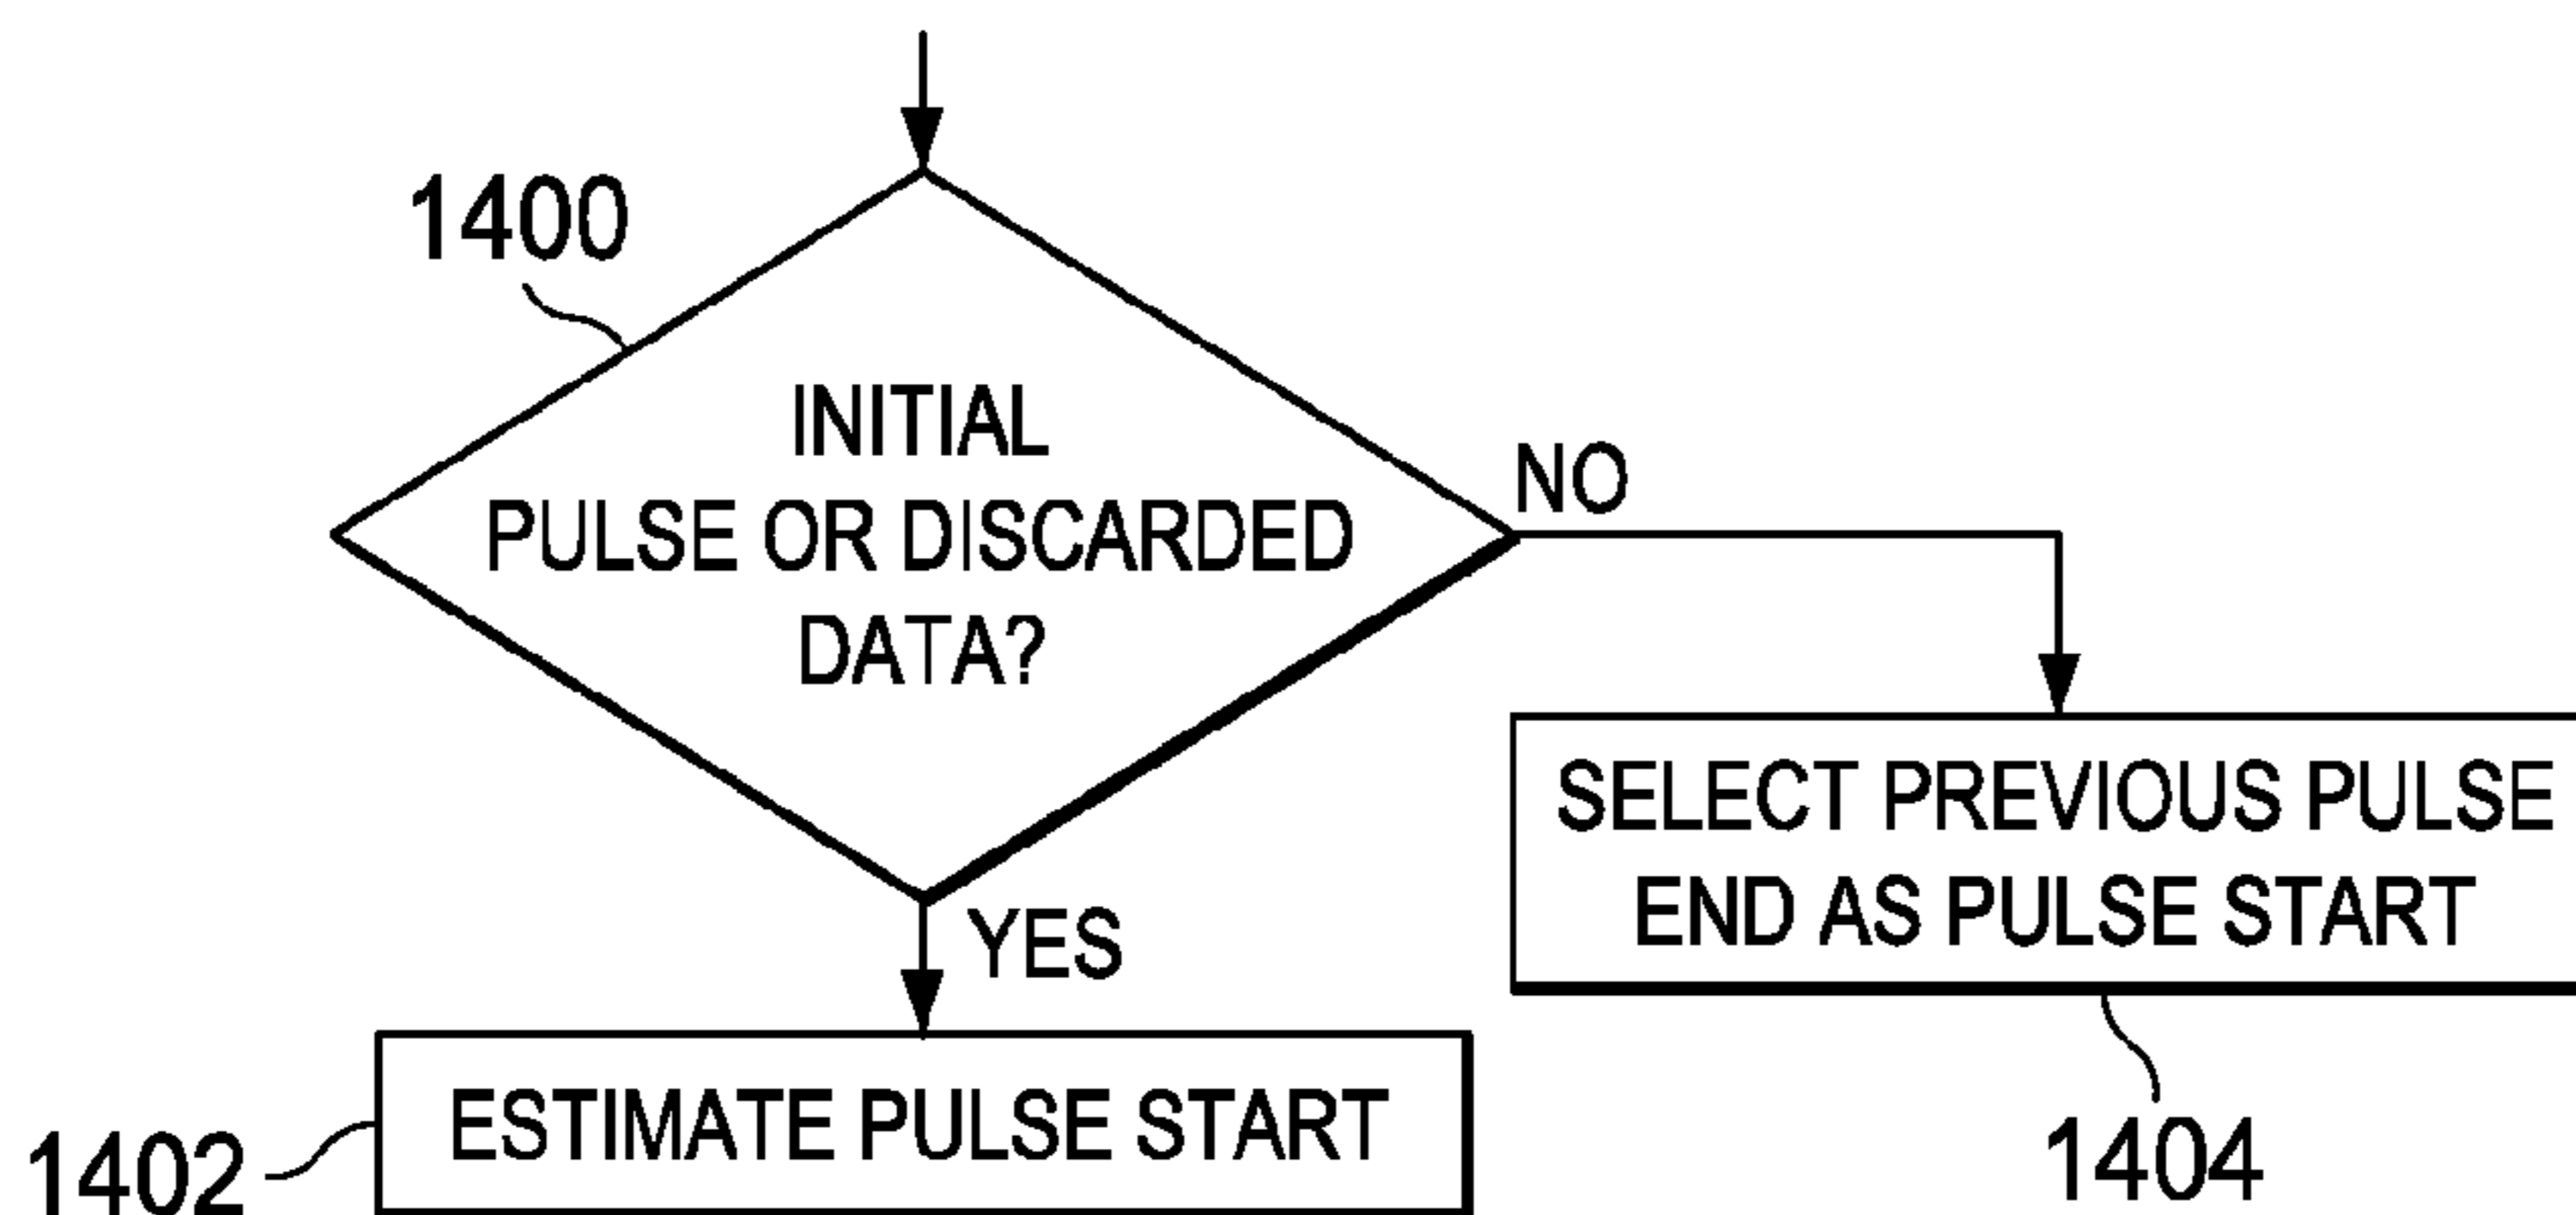 1400
INITIAL
PULSE OR DISCARDED
DATA?
NO
YES
SELECT PREVIOUS PULSE
END AS PULSE START
ESTIMATE PULSE START
1402
1404